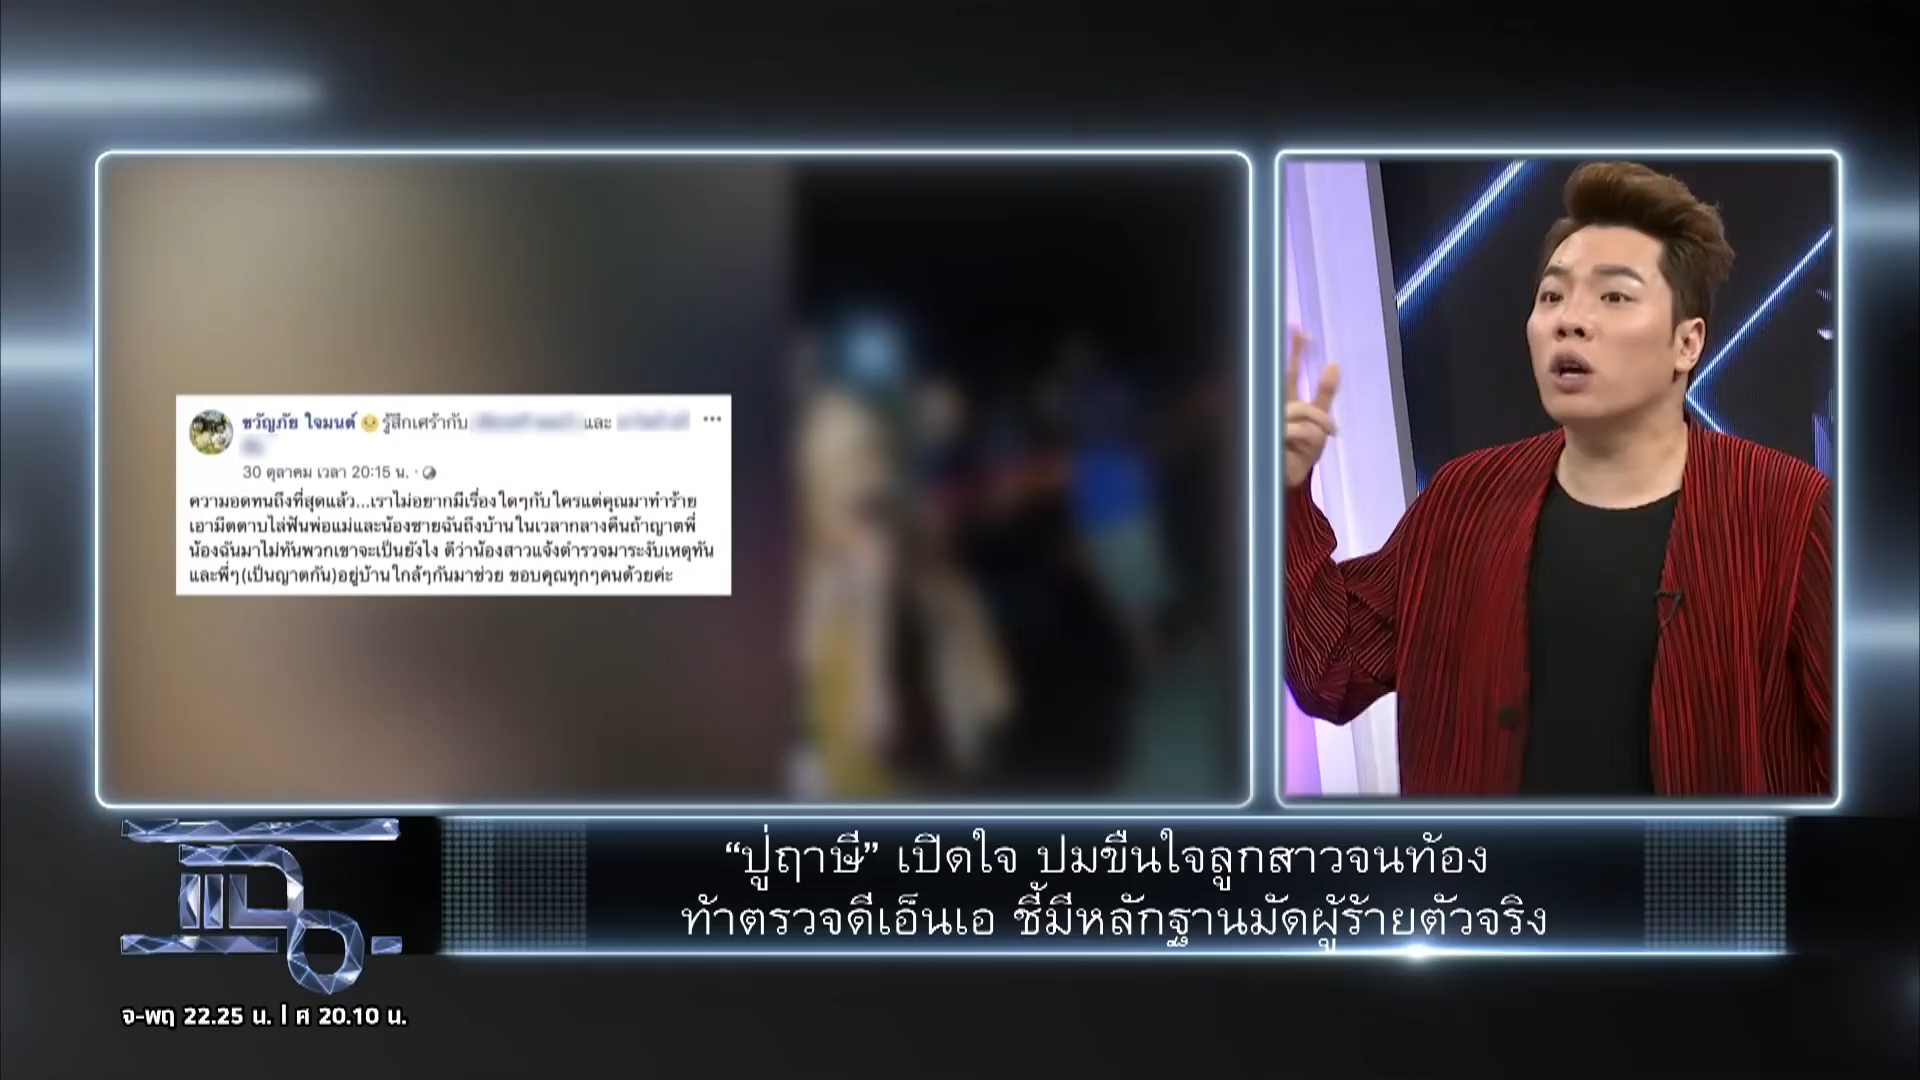 ขวัญภัย ใจมนต์ 😔รู้สึกเศร้ากับ และ
30 ตุลาคม เวลา 20:15 น. ·
ความอดทนถึงที่สุดแล้ว...เราไม่อยากมีเรื่องใดๆกับใครแต่คุณมาทำร้าย
เอามีดดาบไล่ฟันพ่อแม่และน้องชายฉันถึงบ้านในเวลากลางคืนถ้าญาตพี่
น้องฉันมาไม่ทันพวกเขาจะเป็นยังไง ดีว่าน้องสาวแจ้งตำรวจมาระงับเหตุทัน
และพี่ๆ(เป็นญาตกัน)อยู่บ้านใกล้ๆกันมาช่วย ขอบคุณทุกๆคนด้วยค่ะ
“ปู่ฤาษี” เปิดใจ ปมขืนใจลูกสาวจนท้อง
ทำตรวจดีเอ็นเอ ชี้มีหลักฐานมัดผู้ร้ายตัวจริง
แฉ
จ-พฤ 22.25 น. | ศ 20.10 น.